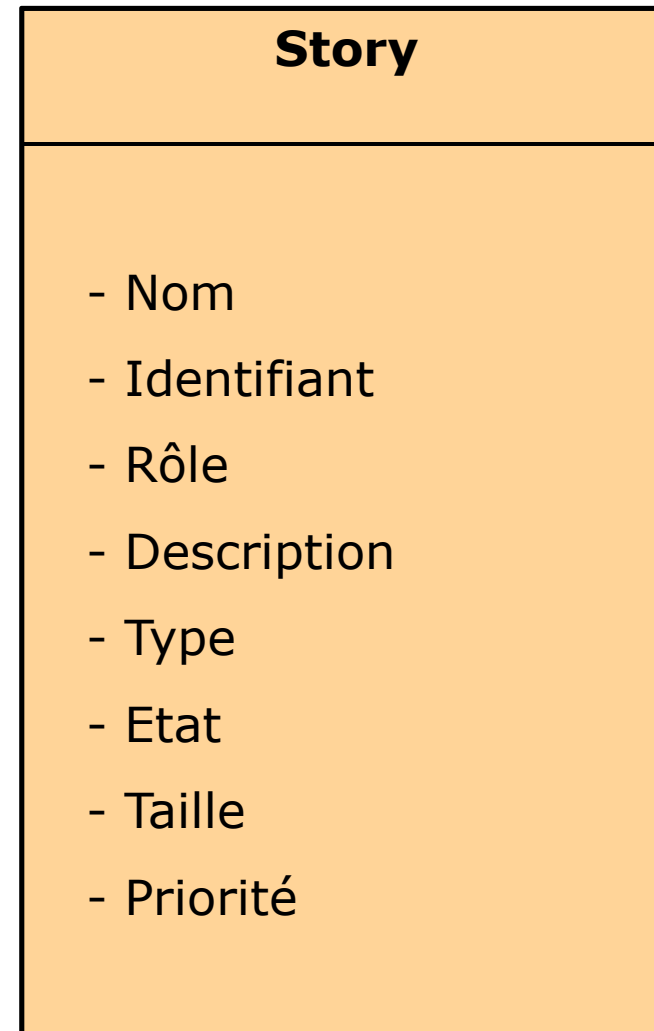 Story
- Nom
- Identifiant
- Rôle
- Description
- Type
- Etat
- Taille
- Priorité